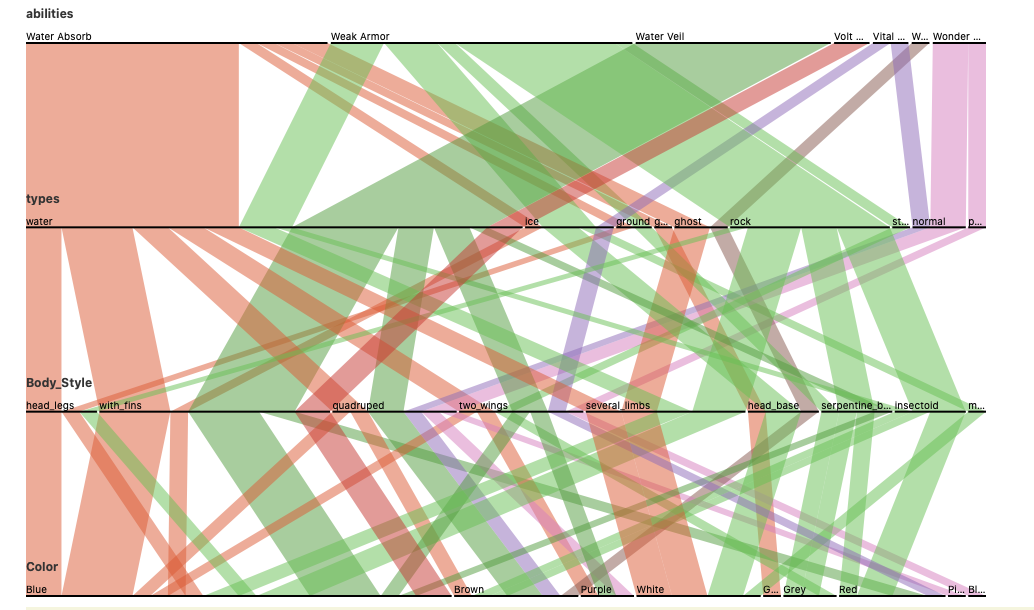 abilities
Water Absorb Weak Armor Water Veil Volt ... Vital ... W... Wonder ...
types
water ice ground g... ghost rock st... normal p...
Body_Style
head_legs with_fins quadruped two_wings several_limbs head_base serpentine_b... insectoid m...
Color
Blue Brown Purple White G... Grey Red Pi... Bl...